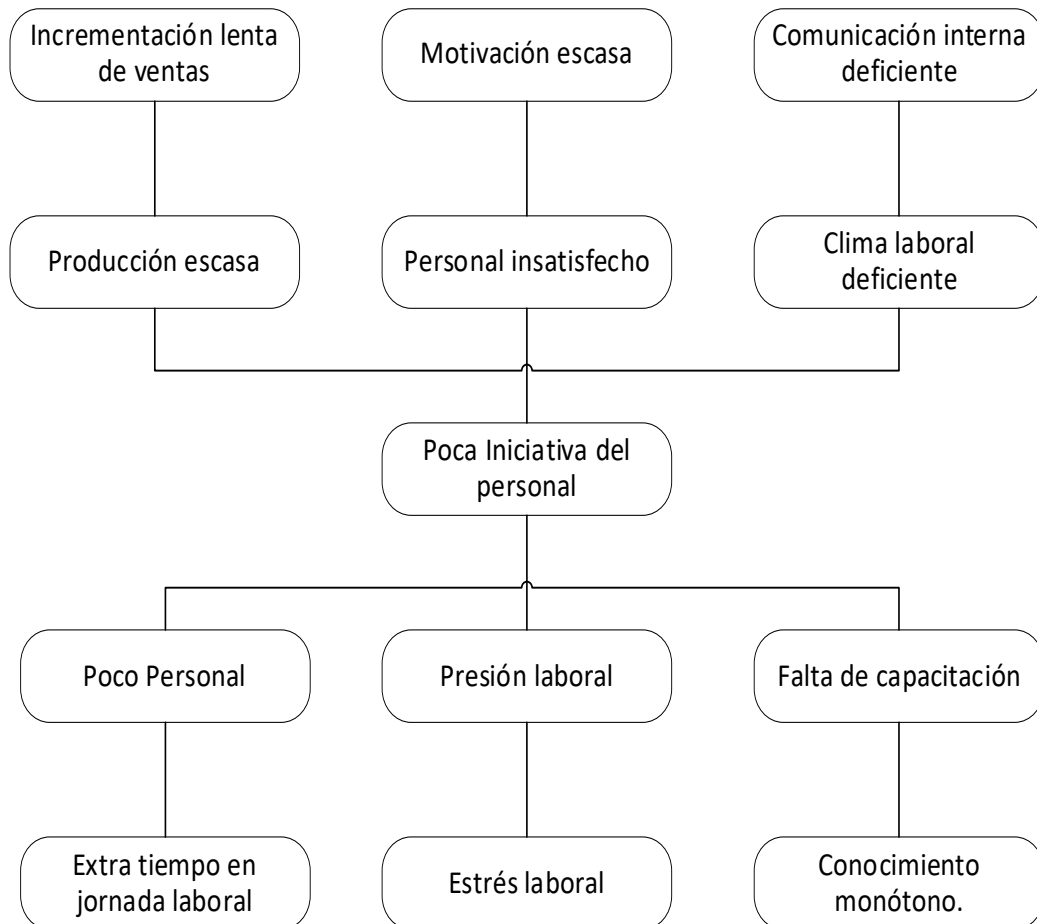 Incrementación lenta
de ventas
Motivación escasa
Comunicación interna
deficiente
Producción escasa
Personal insatisfecho
Clima laboral
deficiente
Poca Iniciativa del
personal
Poco Personal
Presión laboral
Falta de capacitación
Extra tiempo en
jornada laboral
Estrés laboral
Conocimiento
monótono.